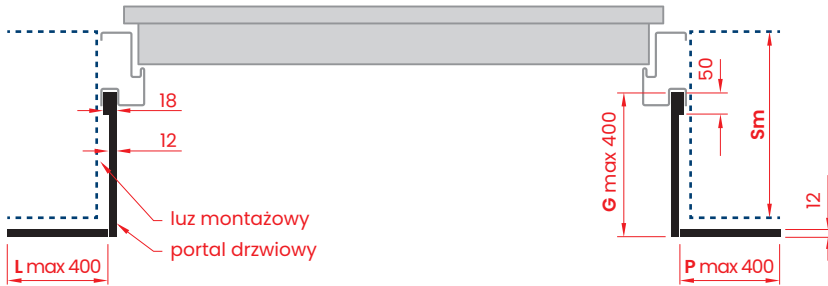 18
12
luz montażowy
portal drzwiowy
L max 400
G max 400
50
Sm
12
P max 400